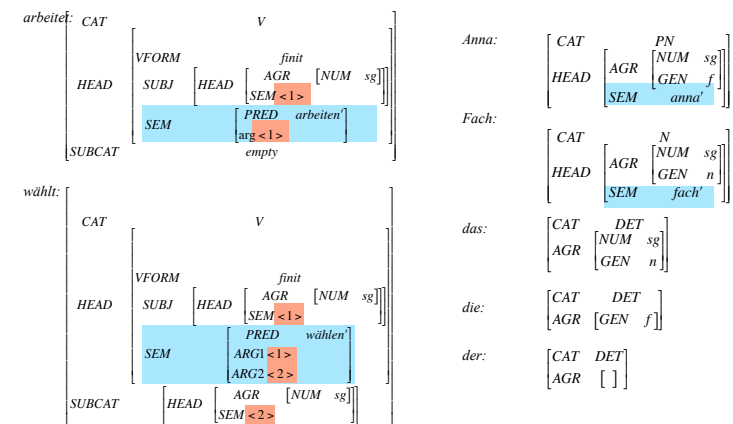 arbeitet:
CAT V
VFORM finit
HEAD SUBJ [HEAD [AGR [NUM sg]
SEM <1>]]
SEM [PRED arbeiten'
arg <1>]
SUBCAT empty
wählt:
CAT V
VFORM finit
HEAD SUBJ [HEAD [AGR [NUM sg]
SEM <1>]]
SEM [PRED wählen'
ARG1 <1>
ARG2 <2>]
SUBCAT [HEAD [AGR [NUM sg]
SEM <2>
Anna:
CAT PN
HEAD [AGR [NUM sg
GEN f]
SEM anna']
Fach:
CAT N
HEAD [AGR [NUM sg
GEN n]
SEM fach']
das:
[CAT DET
AGR [NUM sg
GEN n]]
die:
[CAT DET
AGR [GEN f]]
der:
[CAT DET
AGR [ ]]